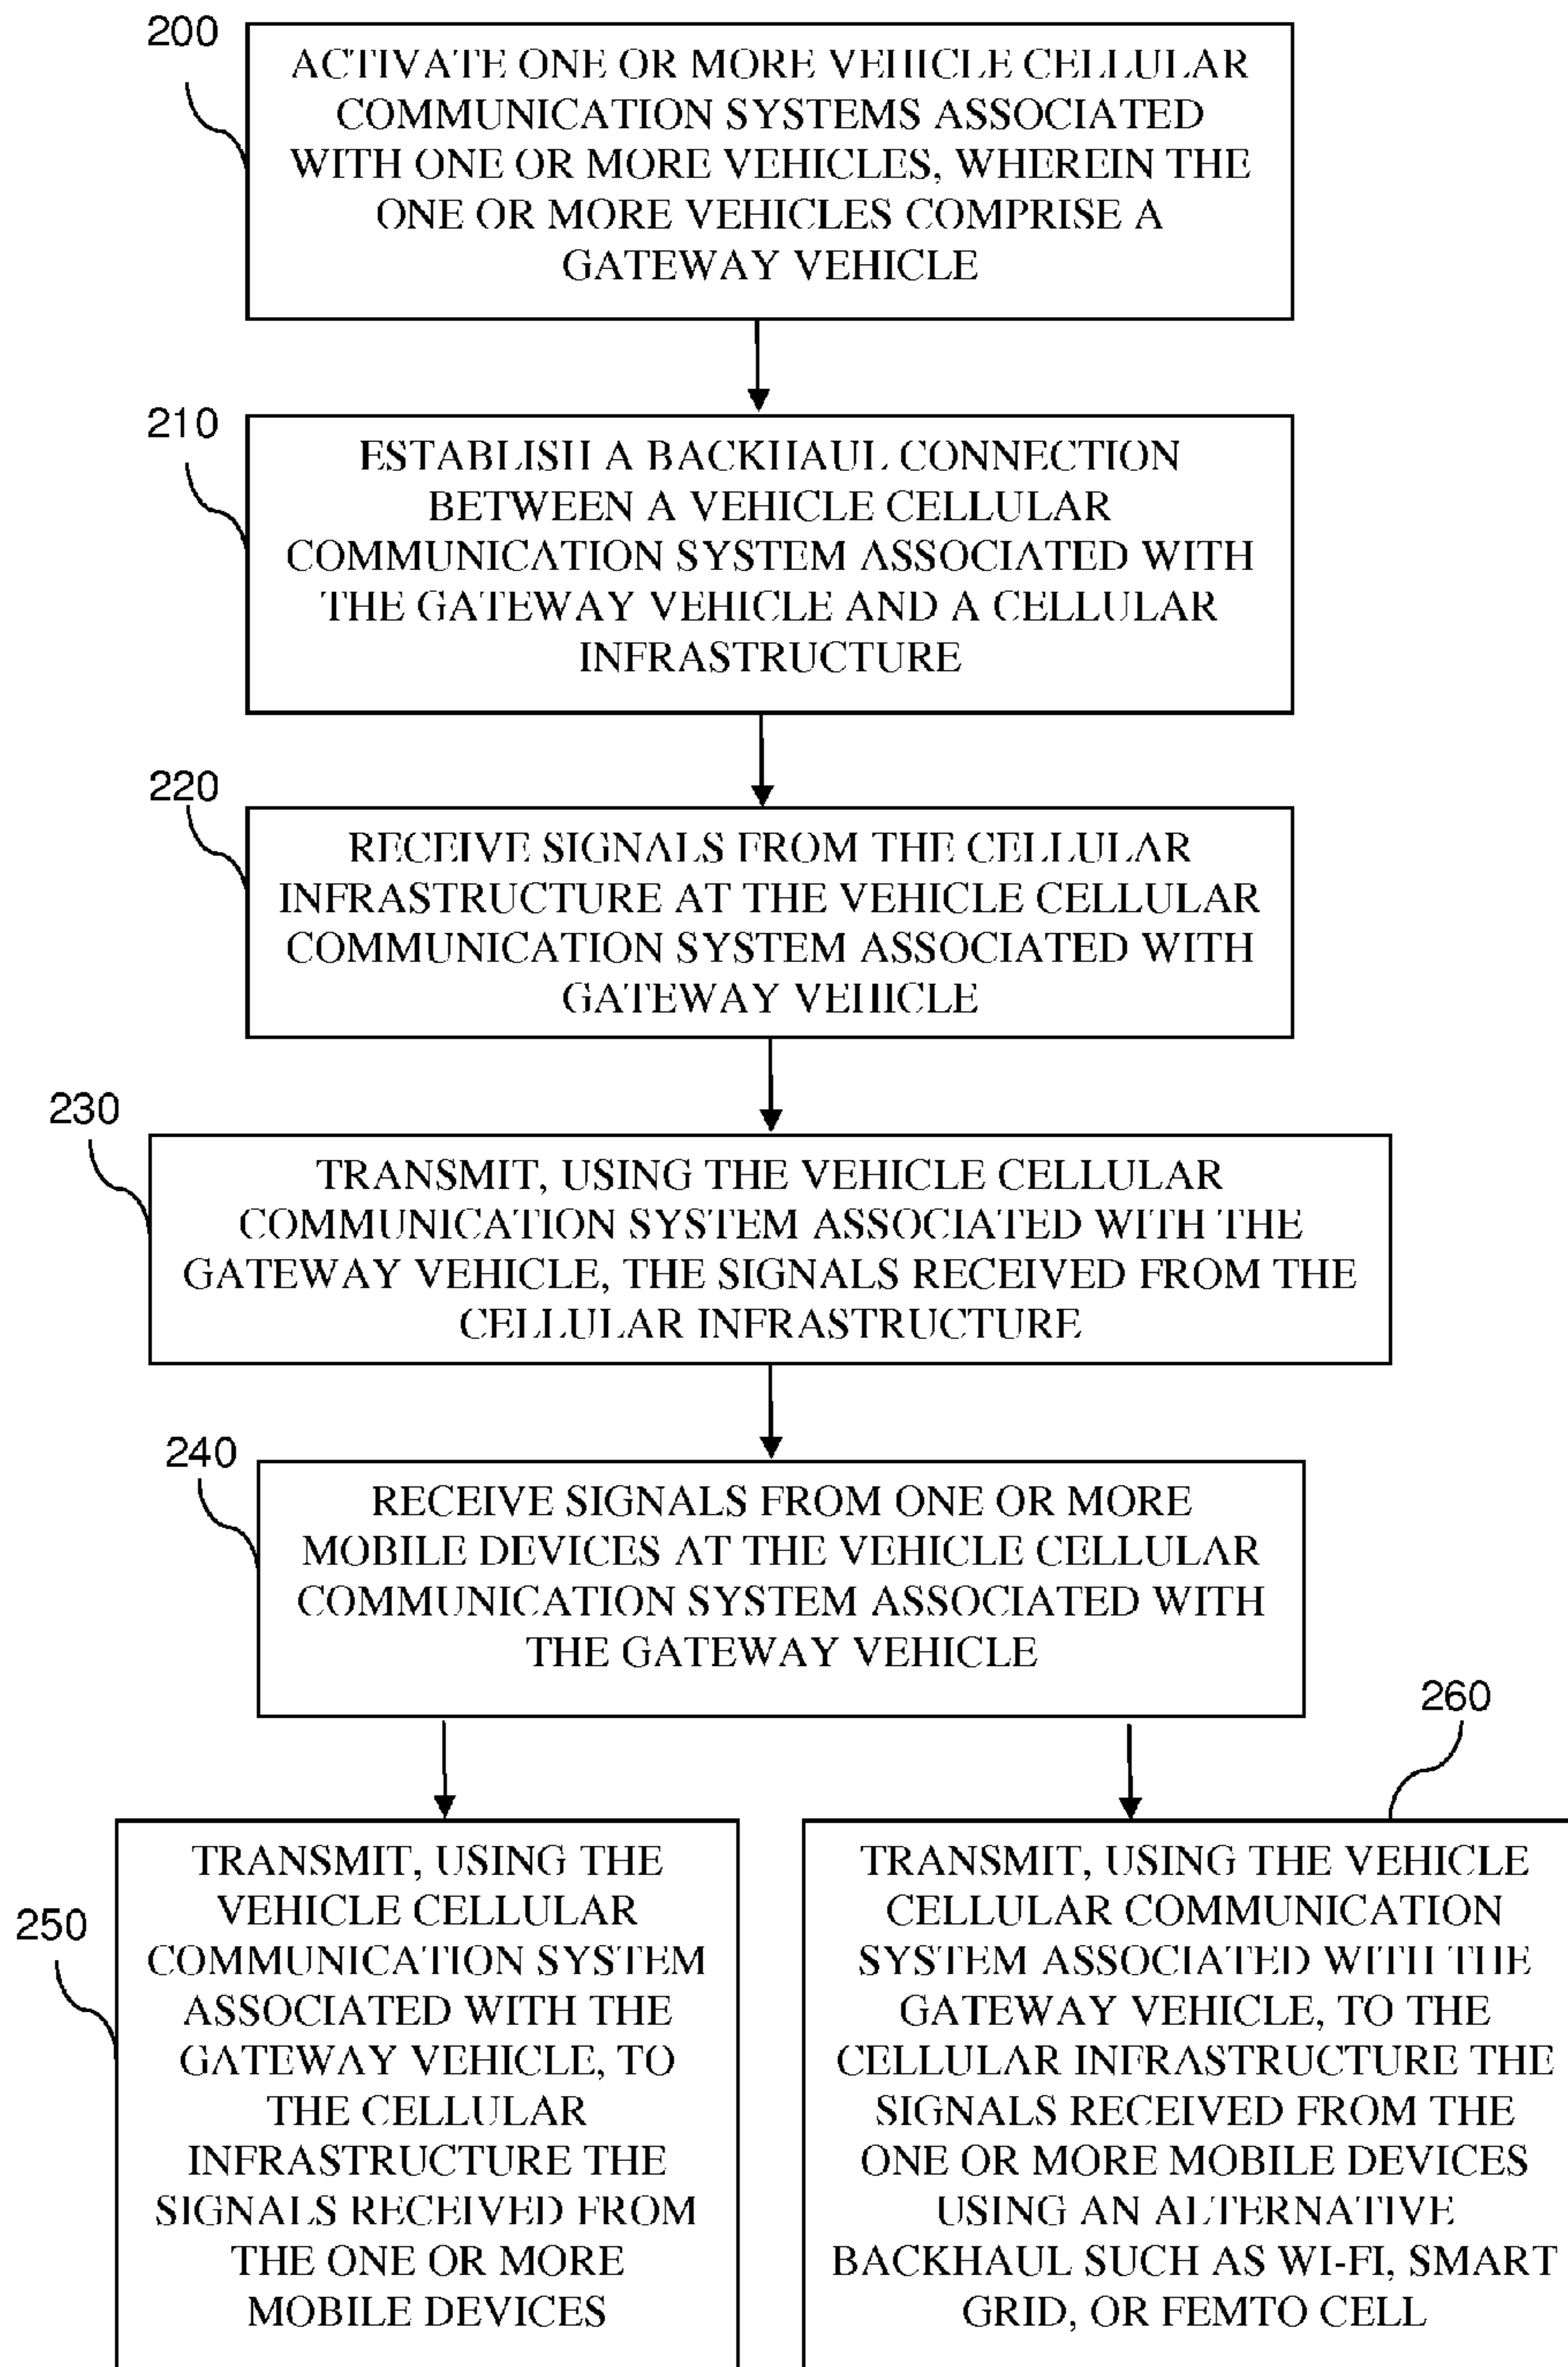 200
ACTIVATE ONE OR MORE VEHICLE CELLULAR
COMMUNICATION SYSTEMS ASSOCIATED
WITH ONE OR MORE VEHICLES, WHEREIN THE
ONE OR MORE VEHICLES COMPRISE A
GATEWAY VEHICLE
210
ESTABLISH A BACKHAUL CONNECTION
BETWEEN A VEHICLE CELLULAR
COMMUNICATION SYSTEM ASSOCIATED WITH
THE GATEWAY VEHICLE AND A CELLULAR
INFRASTRUCTURE
220
RECEIVE SIGNALS FROM THE CELLULAR
INFRASTRUCTURE AT THE VEHICLE CELLULAR
COMMUNICATION SYSTEM ASSOCIATED WITH
GATEWAY VEHICLE
230
TRANSMIT, USING THE VEHICLE CELLULAR
COMMUNICATION SYSTEM ASSOCIATED WITH THE
GATEWAY VEHICLE, THE SIGNALS RECEIVED FROM THE
CELLULAR INFRASTRUCTURE
240
RECEIVE SIGNALS FROM ONE OR MORE
MOBILE DEVICES AT THE VEHICLE CELLULAR
COMMUNICATION SYSTEM ASSOCIATED WITH
THE GATEWAY VEHICLE
250
TRANSMIT, USING THE
VEHICLE CELLULAR
COMMUNICATION SYSTEM
ASSOCIATED WITH THE
GATEWAY VEHICLE, TO
THE CELLULAR
INFRASTRUCTURE THE
SIGNALS RECEIVED FROM
THE ONE OR MORE
MOBILE DEVICES
260
TRANSMIT, USING THE VEHICLE
CELLULAR COMMUNICATION
SYSTEM ASSOCIATED WITH THE
GATEWAY VEHICLE, TO THE
CELLULAR INFRASTRUCTURE THE
SIGNALS RECEIVED FROM THE
ONE OR MORE MOBILE DEVICES
USING AN ALTERNATIVE
BACKHAUL SUCH AS WI-FI, SMART
GRID, OR FEMTO CELL